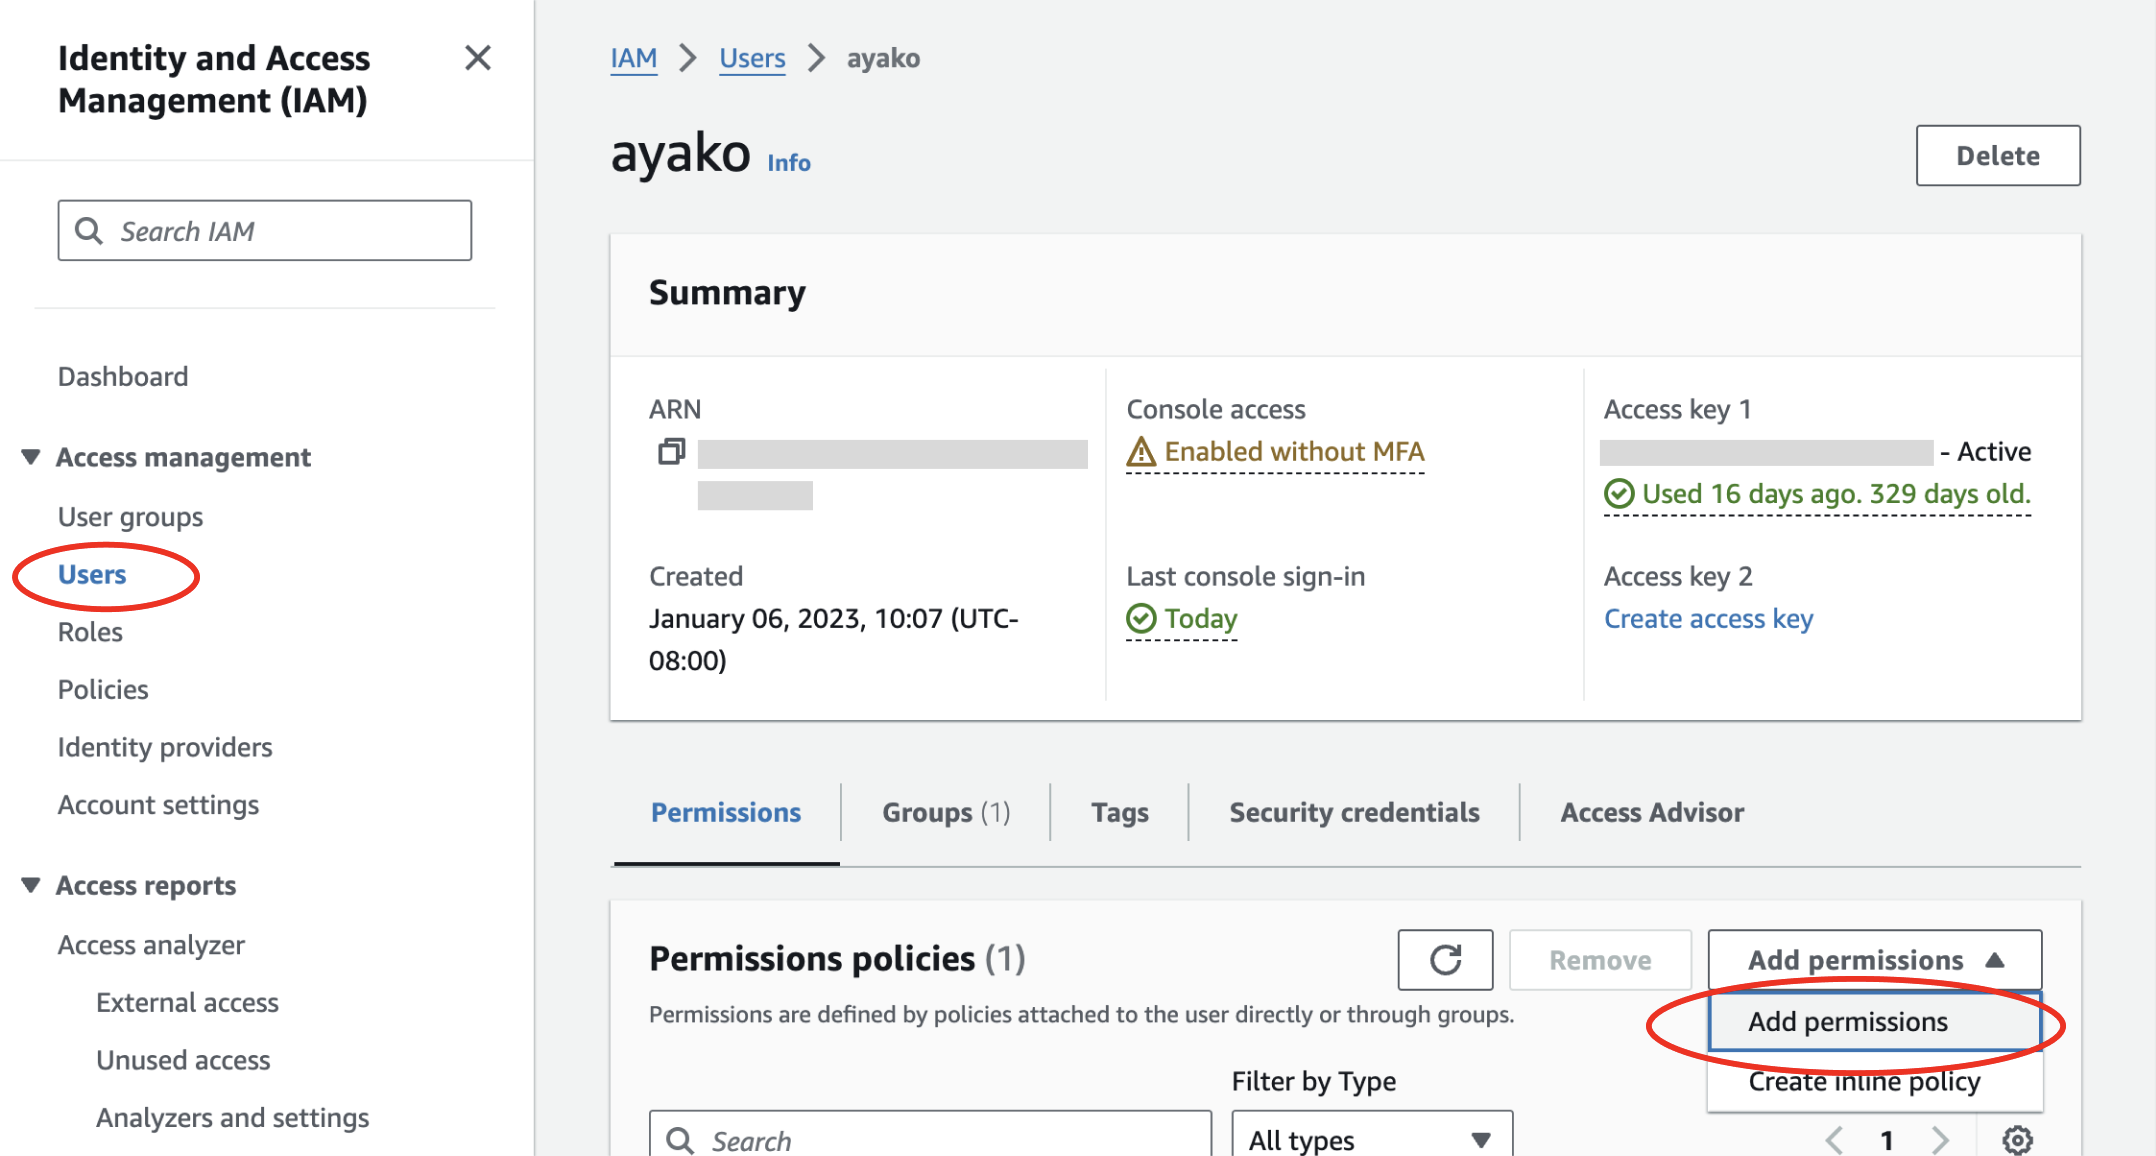 Identity and Access
Management (IAM)
Search IAM
Dashboard
Access management
User groups
Users
Roles
Policies
Identity providers
Account settings
Access reports
Access analyzer
External access
Unused access
Analyzers and settings
IAM > Users > ayako
ayako Info
Delete
Summary
ARN
Console access
Enabled without MFA
Access key 1
- Active
Used 16 days ago. 329 days old.
Created
January 06, 2023, 10:07 (UTC-
08:00)
Last console sign-in
Today
Access key 2
Create access key
Permissions
Groups (1)
Tags
Security credentials
Access Advisor
Permissions policies (1)
Remove
Add permissions
Permissions are defined by policies attached to the user directly or through groups.
Add permissions
Create inline policy
Filter by Type
Search
All types
1